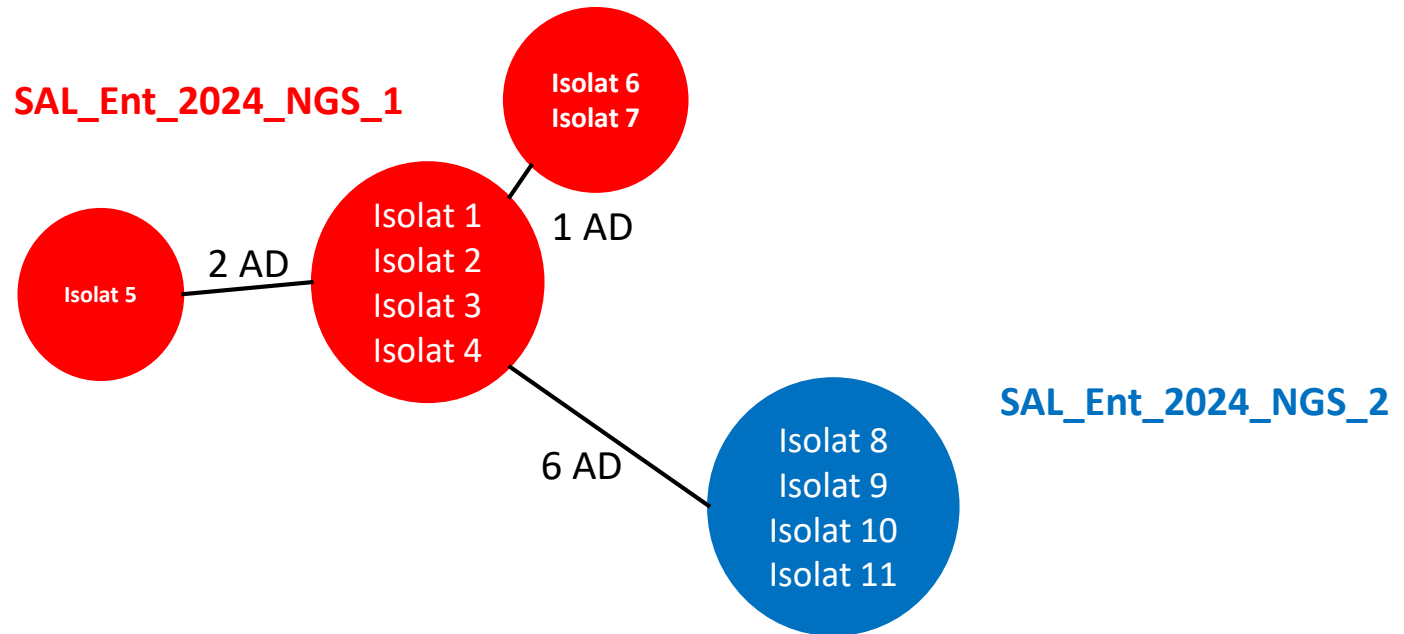 SAL_Ent_2024_NGS_1
Isolat 6
Isolat 7
1 AD
Isolat 1
Isolat 2
Isolat 3
Isolat 4
2 AD
Isolat 5
6 AD
SAL_Ent_2024_NGS_2
Isolat 8
Isolat 9
Isolat 10
Isolat 11